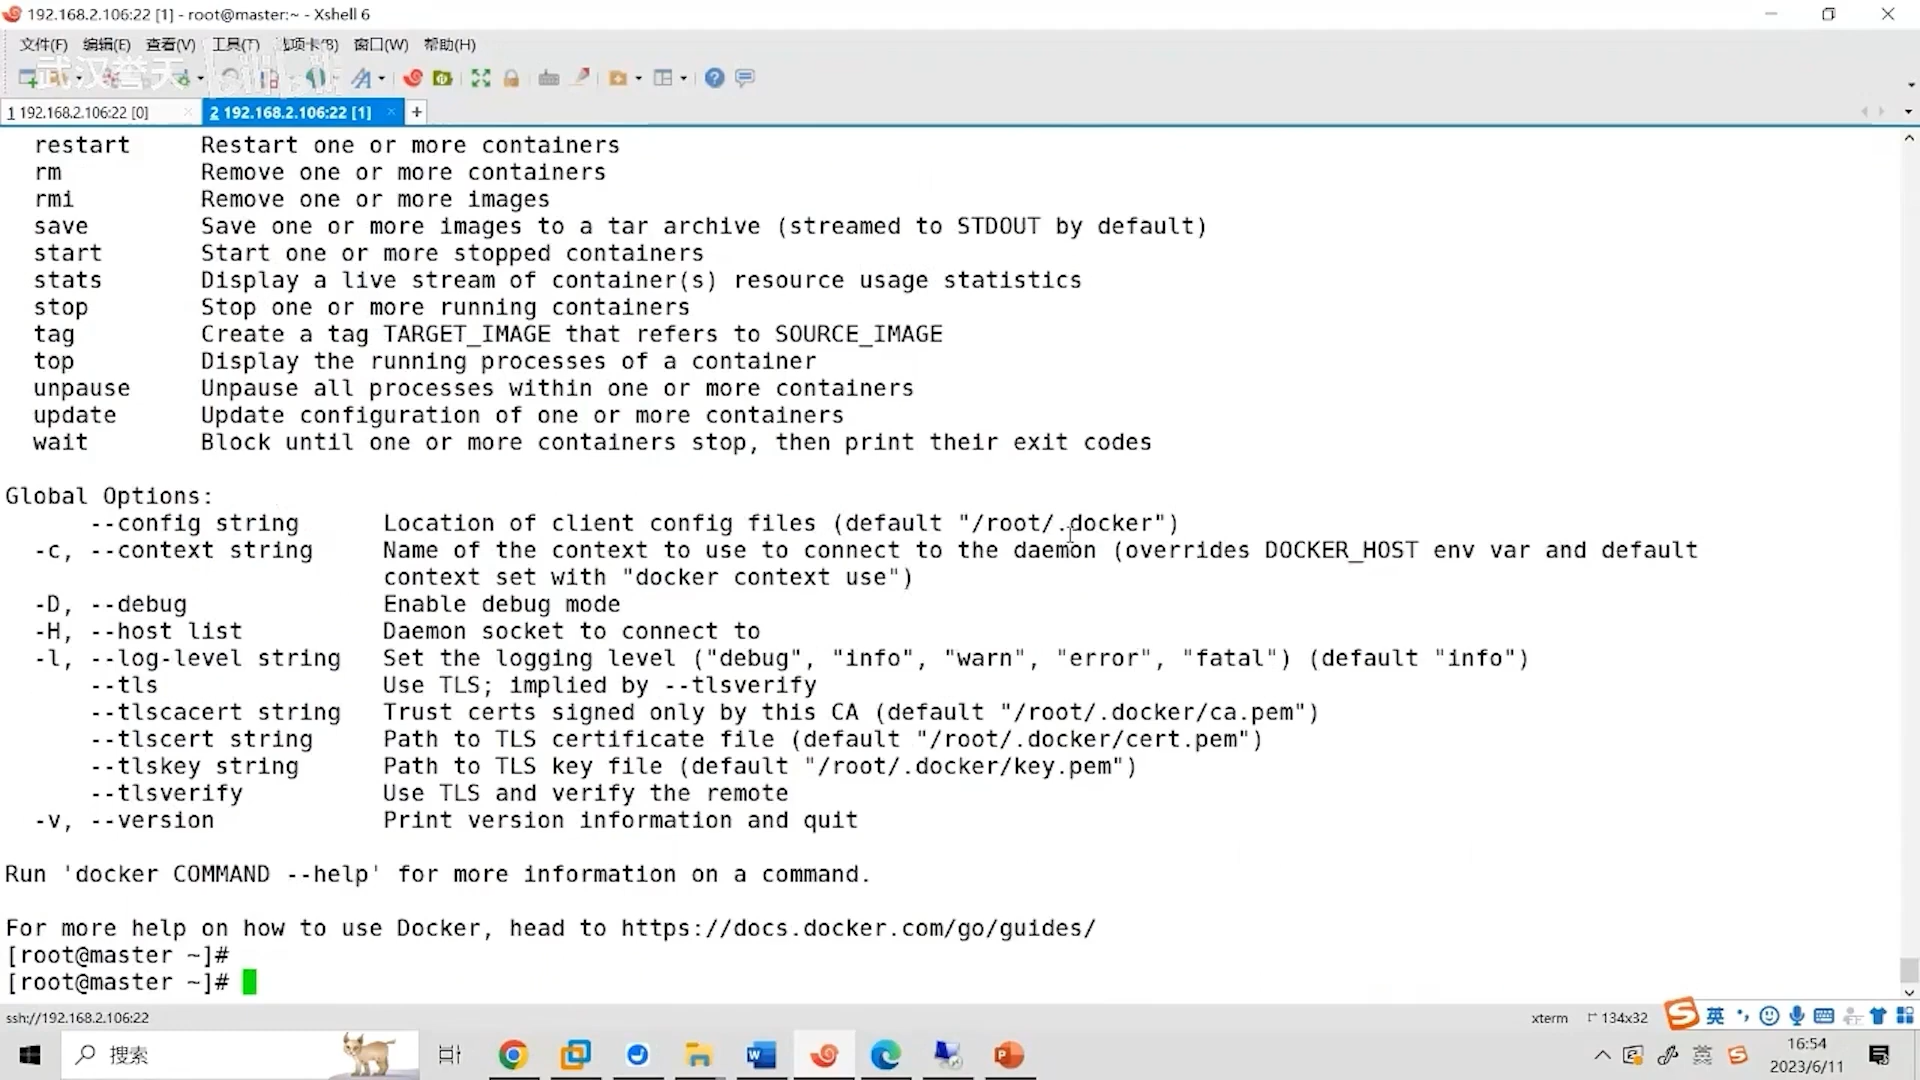 192.168.2.106:22 [1] - root@master:~ - Xshell 6
文件(F) 编辑(E) 查看(V) 工具(T) 选项卡(B) 窗口(W) 帮助(H)
武汉誉天 bilibili
1 192.168.2.106:22 [0] 2 192.168.2.106:22 [1] +
restart Restart one or more containers
rm Remove one or more containers
rmi Remove one or more images
save Save one or more images to a tar archive (streamed to STDOUT by default)
start Start one or more stopped containers
stats Display a live stream of container(s) resource usage statistics
stop Stop one or more running containers
tag Create a tag TARGET_IMAGE that refers to SOURCE_IMAGE
top Display the running processes of a container
unpause Unpause all processes within one or more containers
update Update configuration of one or more containers
wait Block until one or more containers stop, then print their exit codes
Global Options:
--config string Location of client config files (default "/root/.docker")
-c, --context string Name of the context to use to connect to the daemon (overrides DOCKER_HOST env var and default
context set with "docker context use")
-D, --debug Enable debug mode
-H, --host list Daemon socket to connect to
-l, --log-level string Set the logging level ("debug", "info", "warn", "error", "fatal") (default "info")
--tls Use TLS; implied by --tlsverify
--tlscacert string Trust certs signed only by this CA (default "/root/.docker/ca.pem")
--tlscert string Path to TLS certificate file (default "/root/.docker/cert.pem")
--tlskey string Path to TLS key file (default "/root/.docker/key.pem")
--tlsverify Use TLS and verify the remote
-v, --version Print version information and quit
Run 'docker COMMAND --help' for more information on a command.
For more help on how to use Docker, head to https://docs.docker.com/go/guides/
[root@master ~]#
[root@master ~]#
ssh://192.168.2.106:22 xterm 134x32 英
搜索 英 16:54
2023/6/11